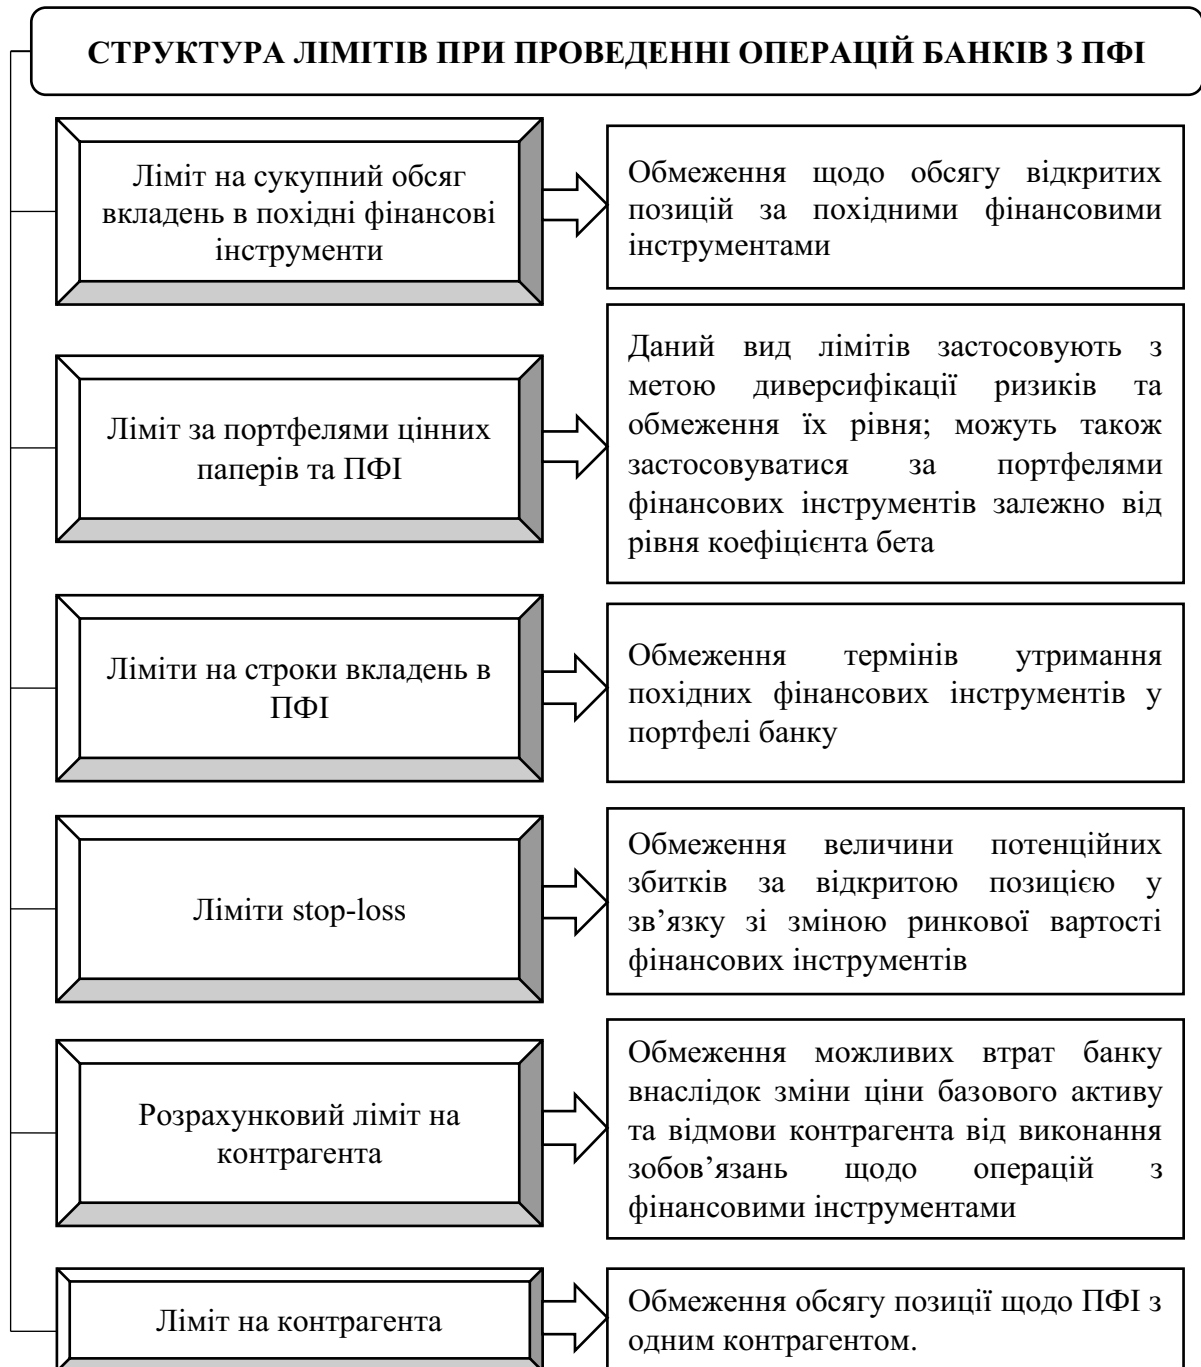 СТРУКТУРА ЛІМІТІВ ПРИ ПРОВЕДЕННІ ОПЕРАЦІЙ БАНКІВ З ПФІ
Ліміт на сукупний обсяг
вкладень в похідні фінансові
інструменти
Обмеження щодо обсягу відкритих
позицій за похідними фінансовими
інструментами
Ліміт за портфелями цінних
паперів та ПФІ
Даний вид лімітів застосовують з
метою диверсифікації ризиків та
обмеження їх рівня; можуть також
застосовуватися за портфелями
фінансових інструментів залежно від
рівня коефіцієнта бета
Ліміти на строки вкладень в
ПФІ
Обмеження термінів утримання
похідних фінансових інструментів у
портфелі банку
Ліміти stop-loss
Обмеження величини потенційних
збитків за відкритою позицією у
зв’язку зі зміною ринкової вартості
фінансових інструментів
Розрахунковий ліміт на
контрагента
Обмеження можливих втрат банку
внаслідок зміни ціни базового активу
та відмови контрагента від виконання
зобов’язань щодо операцій з
фінансовими інструментами
Ліміт на контрагента
Обмеження обсягу позиції щодо ПФІ з
одним контрагентом.